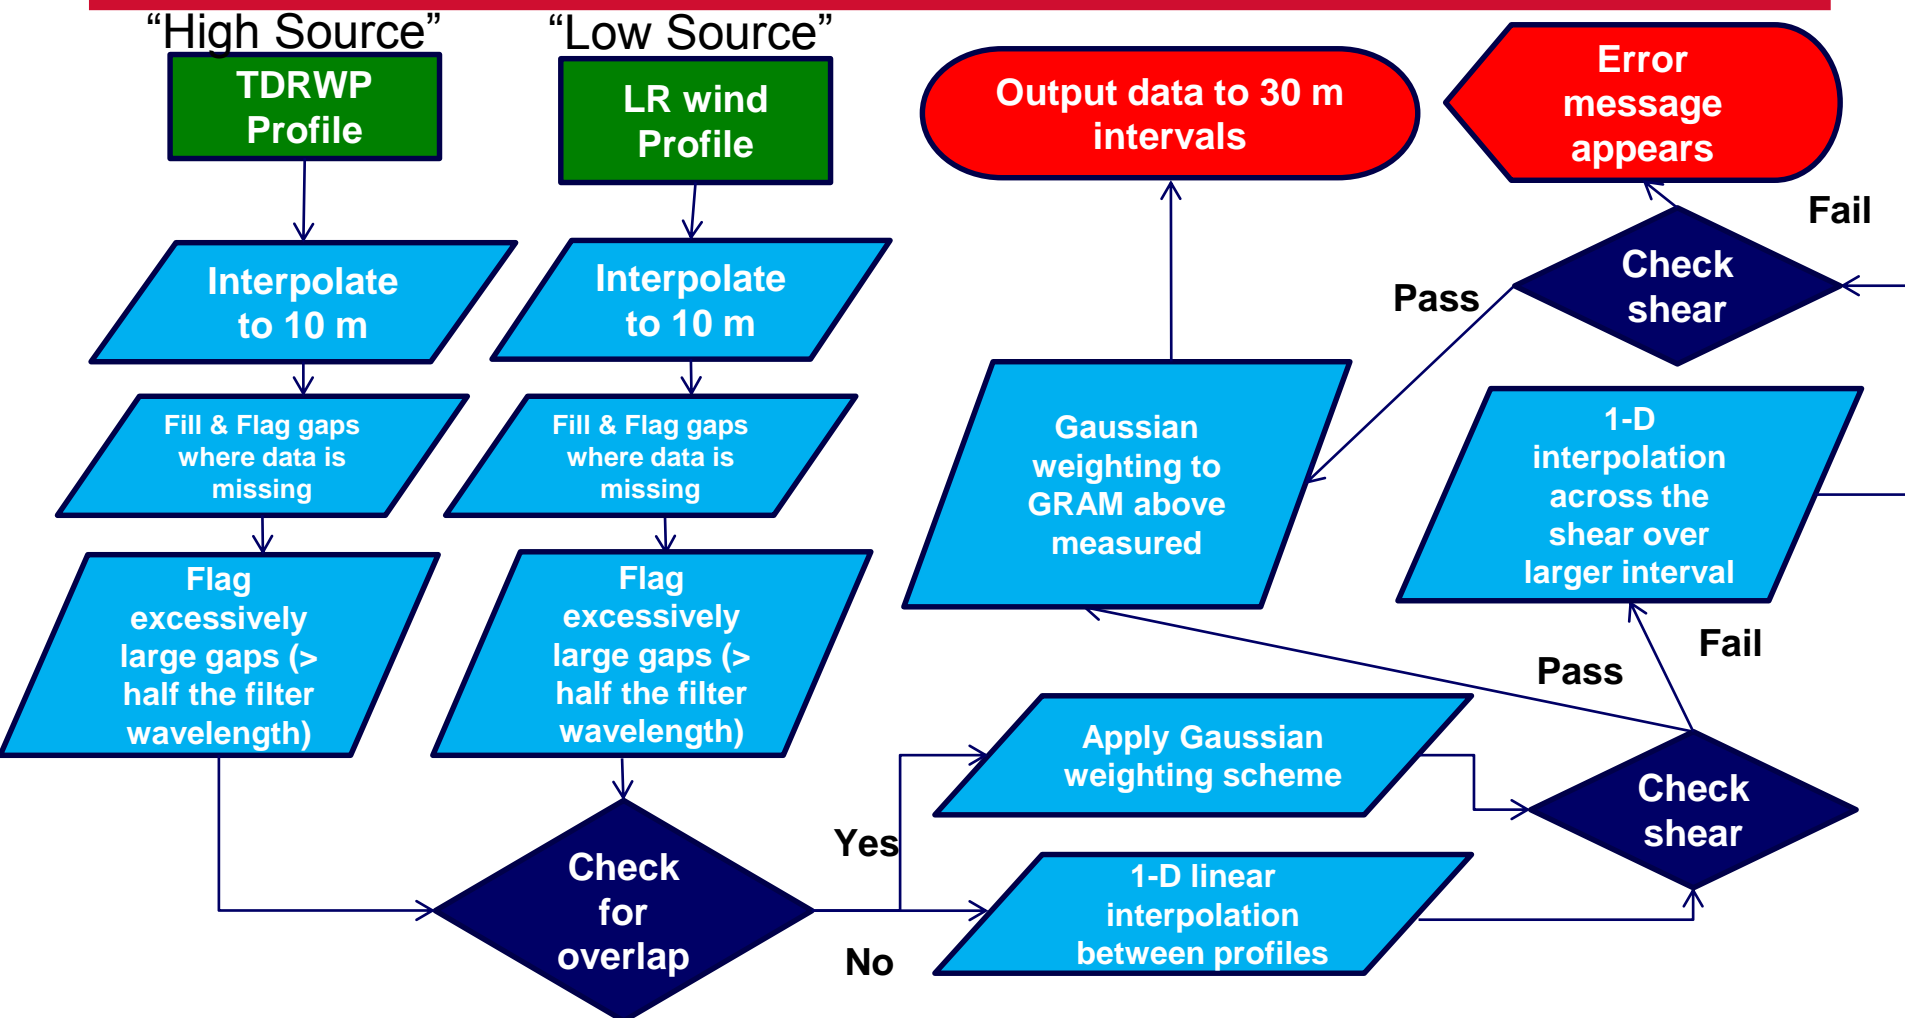 “High Source”
TDRWP
Profile
Interpolate
to 10 m
Fill & Flag gaps
where data is
missing
Flag
excessively
large gaps (>
half the filter
wavelength)
“Low Source”
LR wind
Profile
Interpolate
to 10 m
Fill & Flag gaps
where data is
missing
Flag
excessively
large gaps (>
half the filter
wavelength)
Check
for
overlap
Yes
No
Apply Gaussian
weighting scheme
1-D linear
interpolation
between profiles
Check
shear
Pass
Fail
1-D
interpolation
across the
shear over
larger interval
Check
shear
Pass
Fail
Gaussian
weighting to
GRAM above
measured
Output data to 30 m
intervals
Error
message
appears